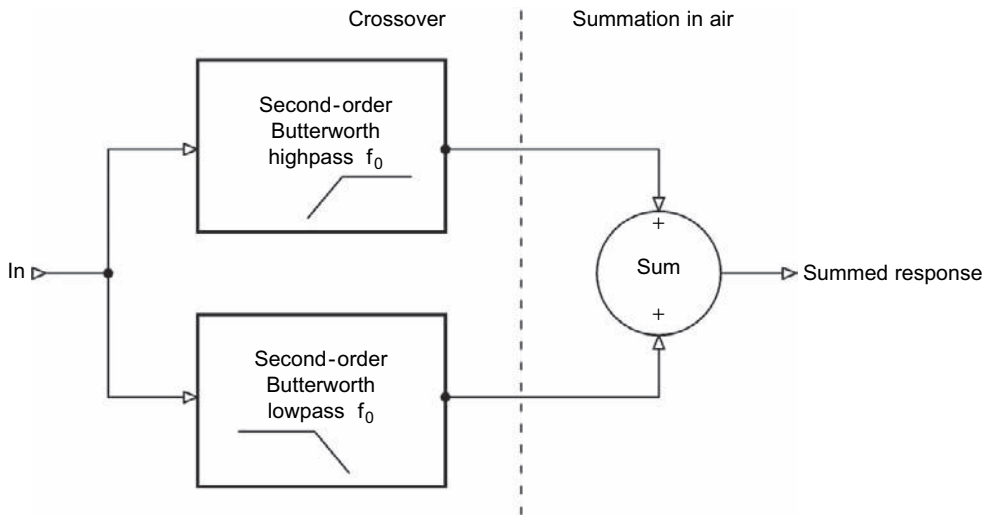 Crossover
Summation in air
Second-order
Butterworth
highpass f₀
+
In
Sum
Summed response
+
Second-order
Butterworth
lowpass f₀